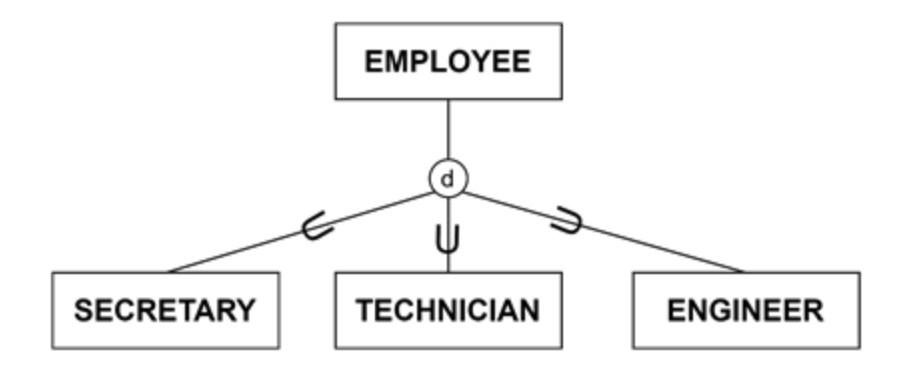 EMPLOYEE
d
SECRETARY TECHNICIAN ENGINEER